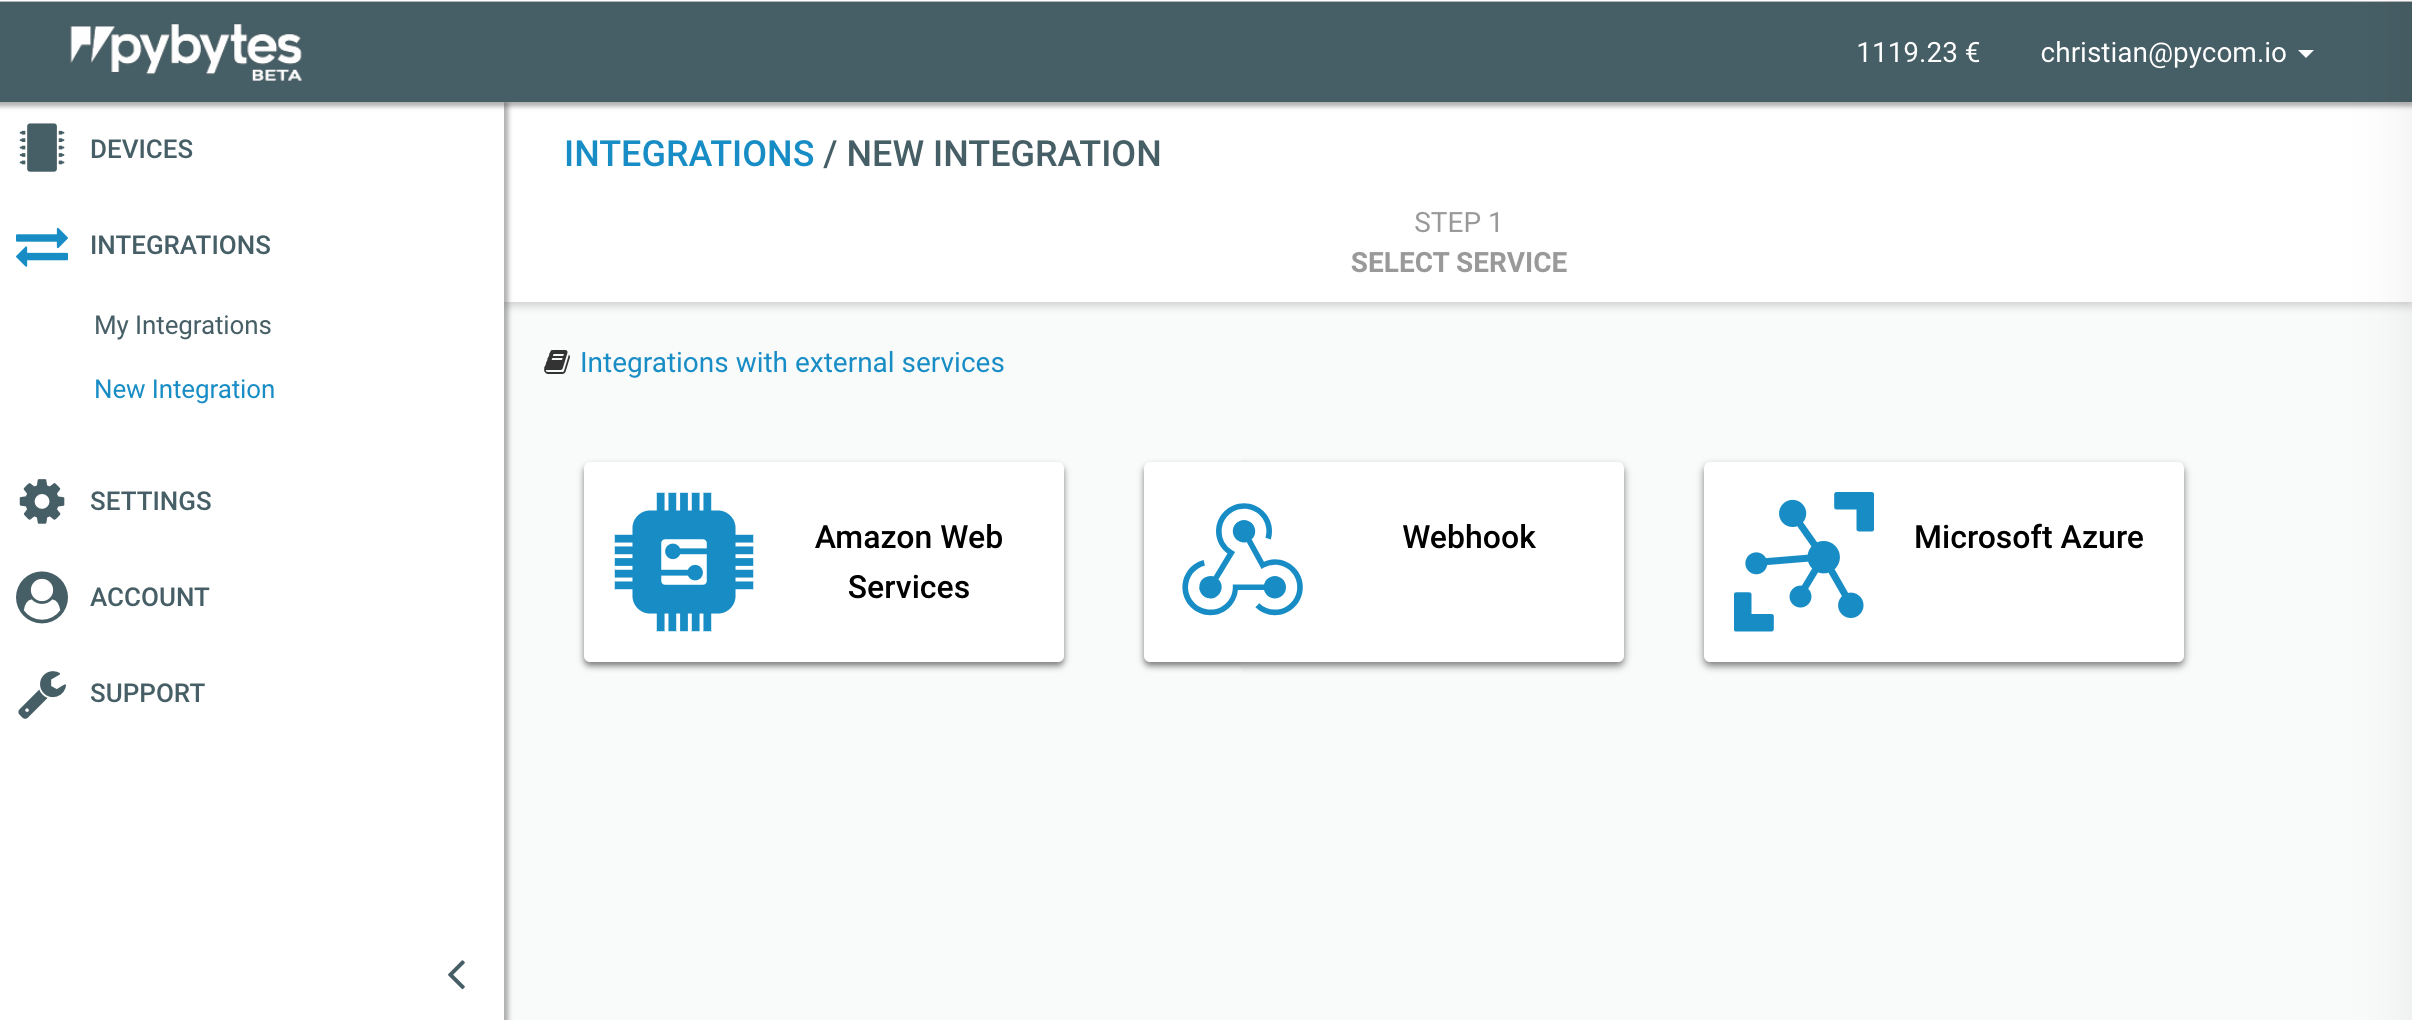 pybytes
BETA
1119.23 €
christian@pycom.io
DEVICES
INTEGRATIONS
My Integrations
New Integration
SETTINGS
ACCOUNT
SUPPORT
INTEGRATIONS / NEW INTEGRATION
STEP 1
SELECT SERVICE
Integrations with external services
Amazon Web
Services
Webhook
Microsoft Azure